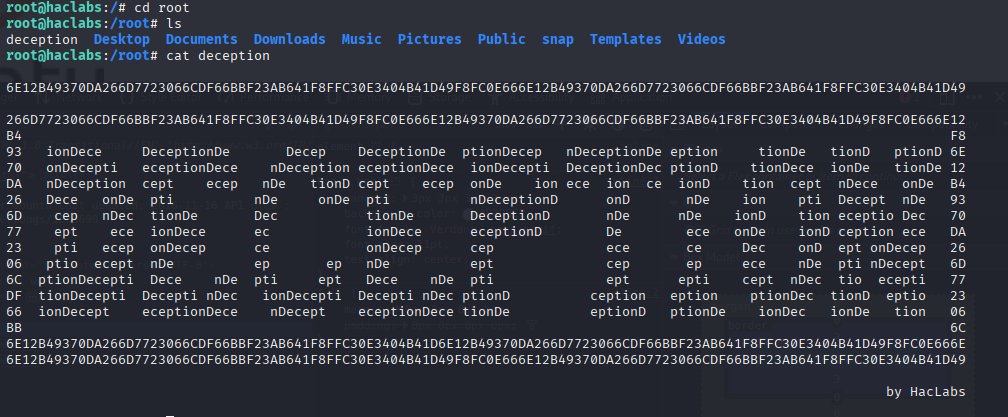 root@haclabs:/# cd root
root@haclabs:/root# ls
deception Desktop Documents Downloads Music Pictures Public snap Templates Videos
root@haclabs:/root# cat deception
6E12B49370DA266D7723066CDF66BBF23AB641F8FFC30E3404B41D49F8FC0E666E12B49370DA266D7723066CDF66BBF23AB641F8FFC30E3404B41D49
266D7723066CDF66BBF23AB641F8FFC30E3404B41D49F8FC0E666E12B49370DA266D7723066CDF66BBF23AB641F8FFC30E3404B41D49F8FC0E666E12
B4 F8
93 ionDece DeceptionDe Decep DeceptionDe ptionDecep nDeceptionDe eption tionDe tionD ptionD 6E
70 onDecepti eceptionDece nDeception eceptionDece ionDecepti DeceptionDec ptionD tionDece ionDe tionDe 12
DA nDeception cept ecep nDe tionD cept ecep onDe ion ece ion ce ionD tion cept nDece onDe B4
26 Dece onDe pti nDe onDe pti nDeceptionD onD nDe ion pti Decept nDe 93
6D cep nDec tionDe Dec tionDe DeceptionD nDe nDe ionD tion eceptio Dec 70
77 ept ece ionDece ec ionDece eceptionD De ece onDe ionD ception ece DA
23 pti ecep onDecep ce onDecep cep ece ce Dec onD ept onDecep 26
06 ptio ecept nDe ep ep nDe ept cep ep ece nDe pti nDecept 6D
6C ptionDecepti Dece nDe pti ept Dece nDe pti ept epti cept nDec tio ecepti 77
DF tionDecepti Decepti nDec ionDecepti Decepti nDec ptionD ception eption ptionDec tionD eptio 23
66 ionDecept eceptionDece nDecept eceptionDece tionDe eptionD ptionDe ionDec ionDe tion 06
BB 6C
6E12B49370DA266D7723066CDF66BBF23AB641F8FFC30E3404B41D6E12B49370DA266D7723066CDF66BBF23AB641F8FFC30E3404B41D49F8FC0E666E
6E12B49370DA266D7723066CDF66BBF23AB641F8FFC30E3404B41D49F8FC0E666E12B49370DA266D7723066CDF66BBF23AB641F8FFC30E3404B41D49
by HacLabs